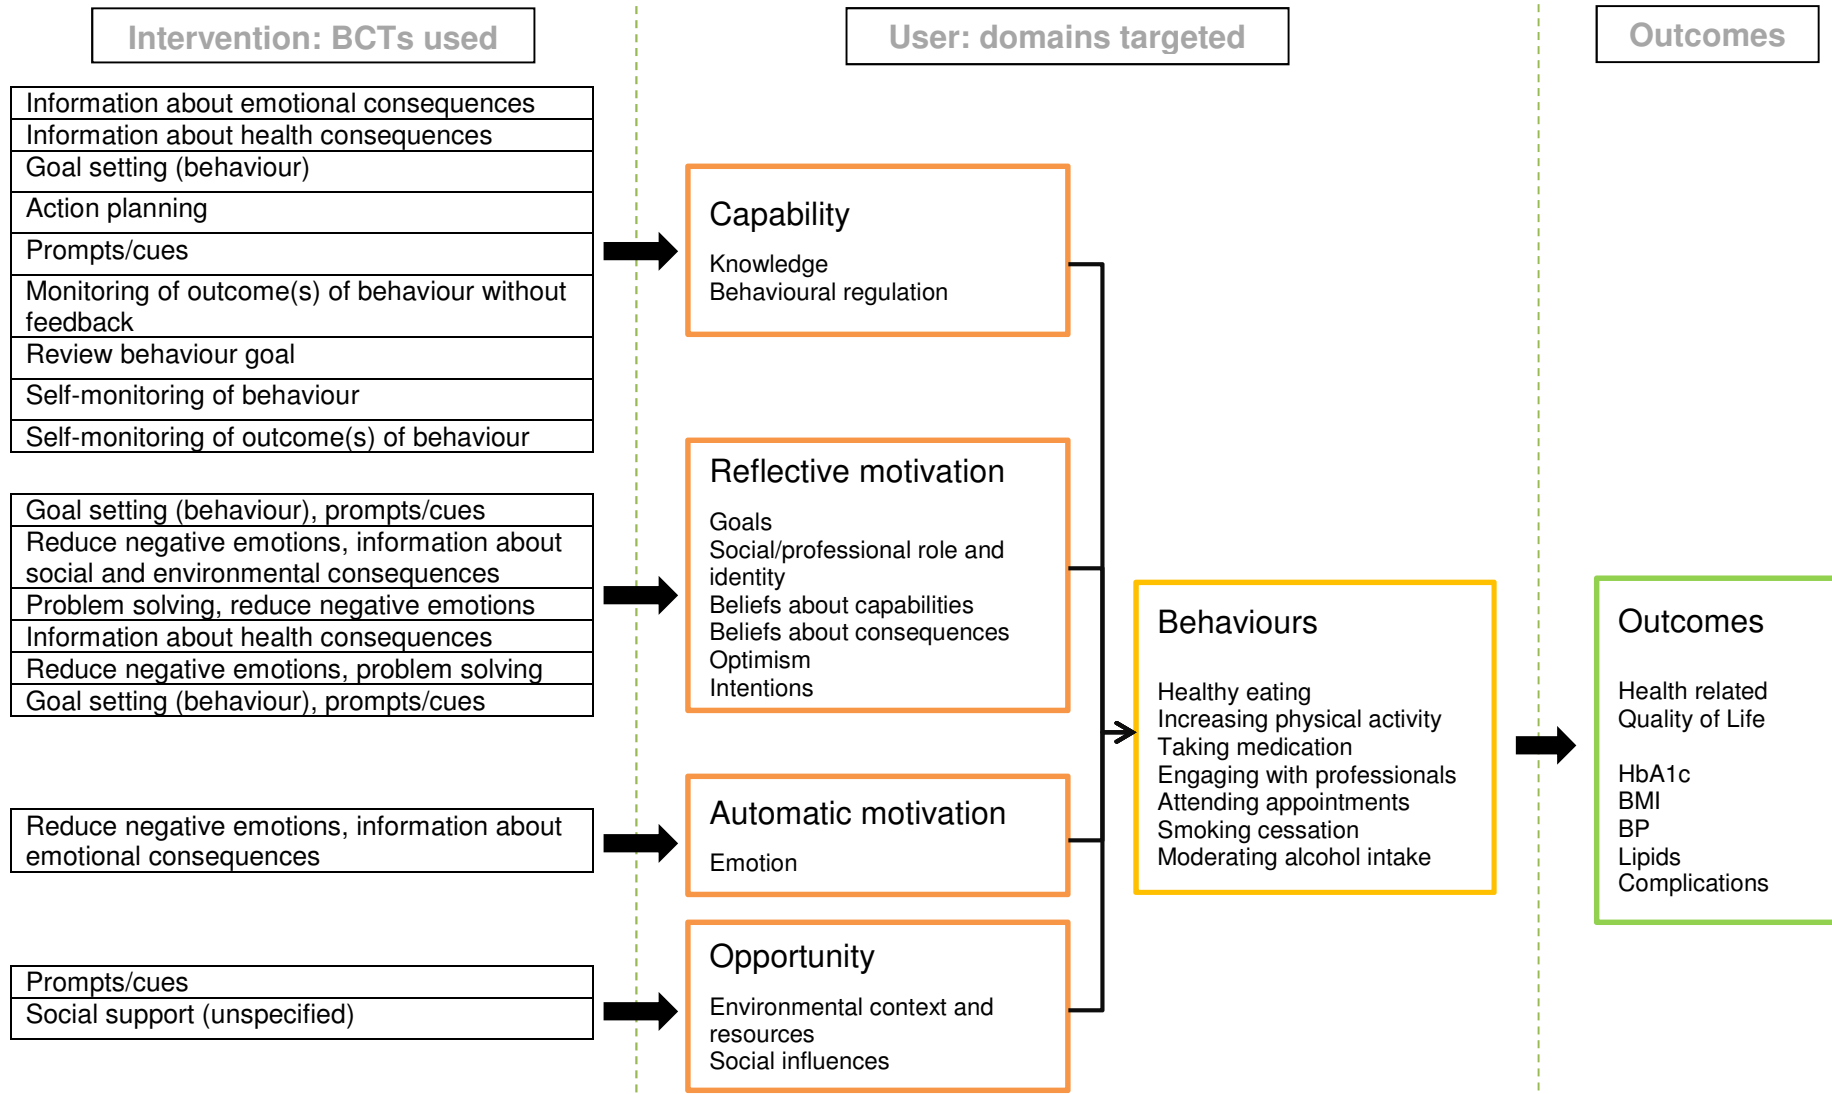 Intervention: BCTs used
User: domains targeted
Outcomes
Information about emotional consequences
Information about health consequences
Goal setting (behaviour)
Action planning
Prompts/cues
Monitoring of outcome(s) of behaviour without
feedback
Review behaviour goal
Self-monitoring of behaviour
Self-monitoring of outcome(s) of behaviour
Goal setting (behaviour), prompts/cues
Reduce negative emotions, information about
social and environmental consequences
Problem solving, reduce negative emotions
Information about health consequences
Reduce negative emotions, problem solving
Goal setting (behaviour), prompts/cues
Reduce negative emotions, information about
emotional consequences
Prompts/cues
Social support (unspecified)
Capability
Knowledge
Behavioural regulation
Reflective motivation
Goals
Social/professional role and
identity
Beliefs about capabilities
Beliefs about consequences
Optimism
Intentions
Automatic motivation
Emotion
Opportunity
Environmental context and
resources
Social influences
Behaviours
Healthy eating
Increasing physical activity
Taking medication
Engaging with professionals
Attending appointments
Smoking cessation
Moderating alcohol intake
Outcomes
Health related
Quality of Life
HbA1c
BMI
BP
Lipids
Complications